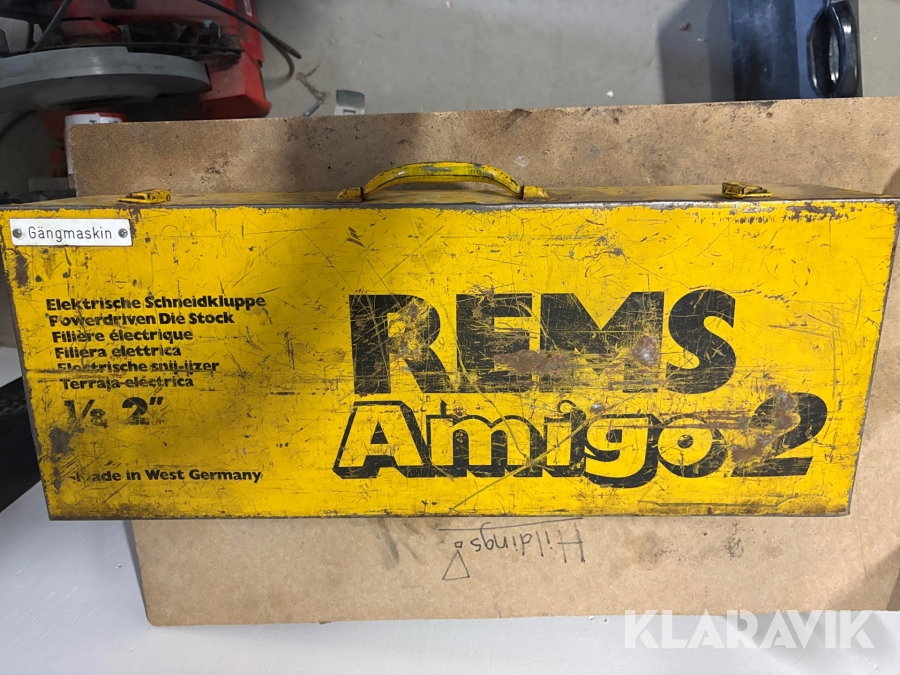 Gängmaskin
Elektrische Schneidkluppe
Powerdriven Die Stock
Filière électrique
Filiera elettrica
Elektrische snij-ijzer
Terraja eléctrica
1/8 2"
Made in West Germany
REMS
Amigo 2
Hildings!
KLARAVIK